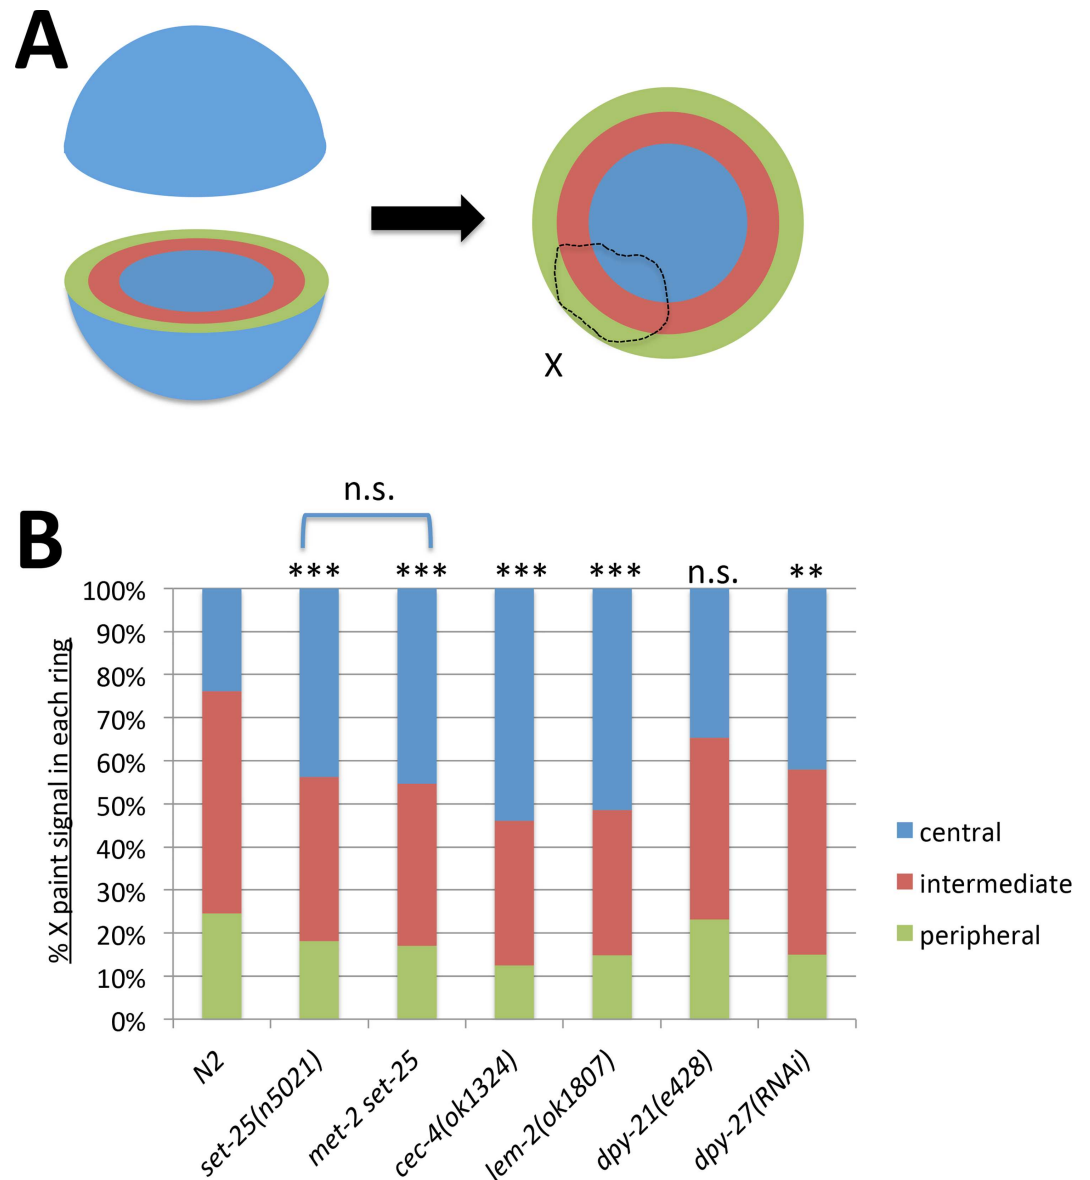 A
X
B
n.s.
*** *** *** *** n.s. **
100%
90%
80%
70%
60%
50%
40%
30%
20%
10%
0%
% X paint signal in each ring
central
intermediate
peripheral
N2
set-25(n5021)
met-2 set-25
cec-4(ok1324)
lem-2(ok1807)
dpy-21(e428)
dpy-27(RNAi)